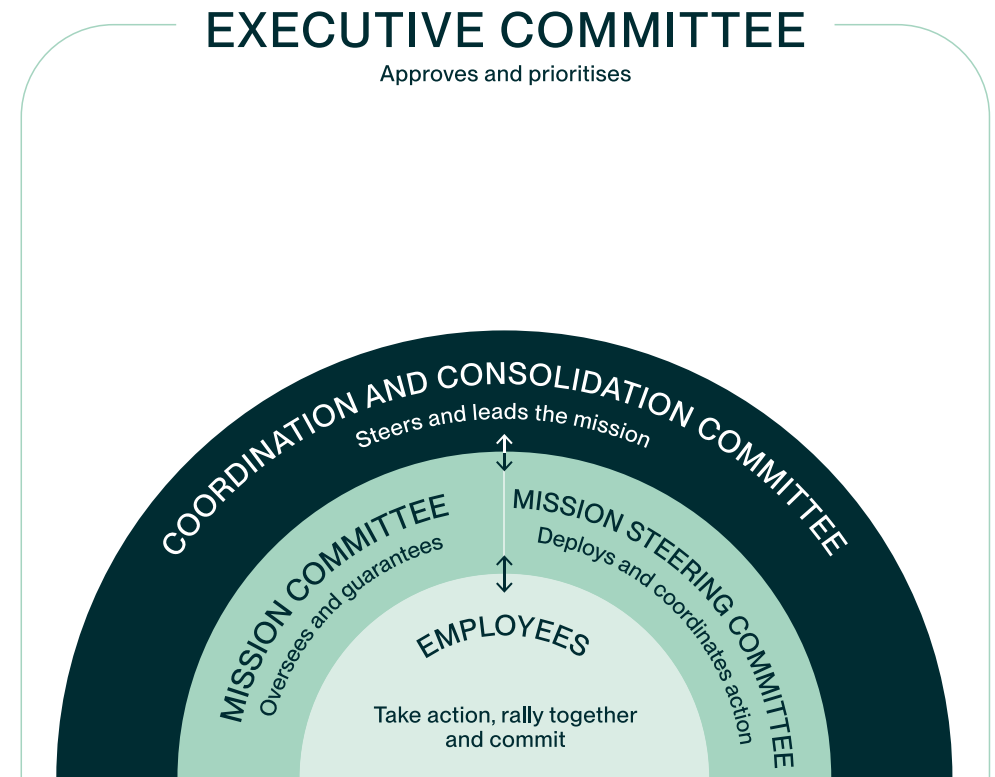 EXECUTIVE COMMITTEE
Approves and prioritises
COORDINATION AND CONSOLIDATION COMMITTEE
Steers and leads the mission
MISSION COMMITTEE
Oversees and guarantees
MISSION STEERING COMMITTEE
Deploys and coordinates action
EMPLOYEES
Take action, rally together
and commit